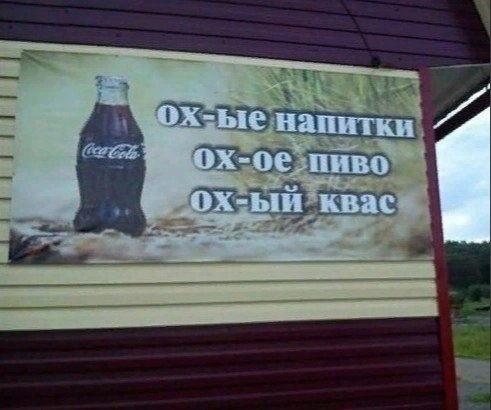 Coca-Cola
ох-ые напитки
ох-ое пиво
ох-ый квас